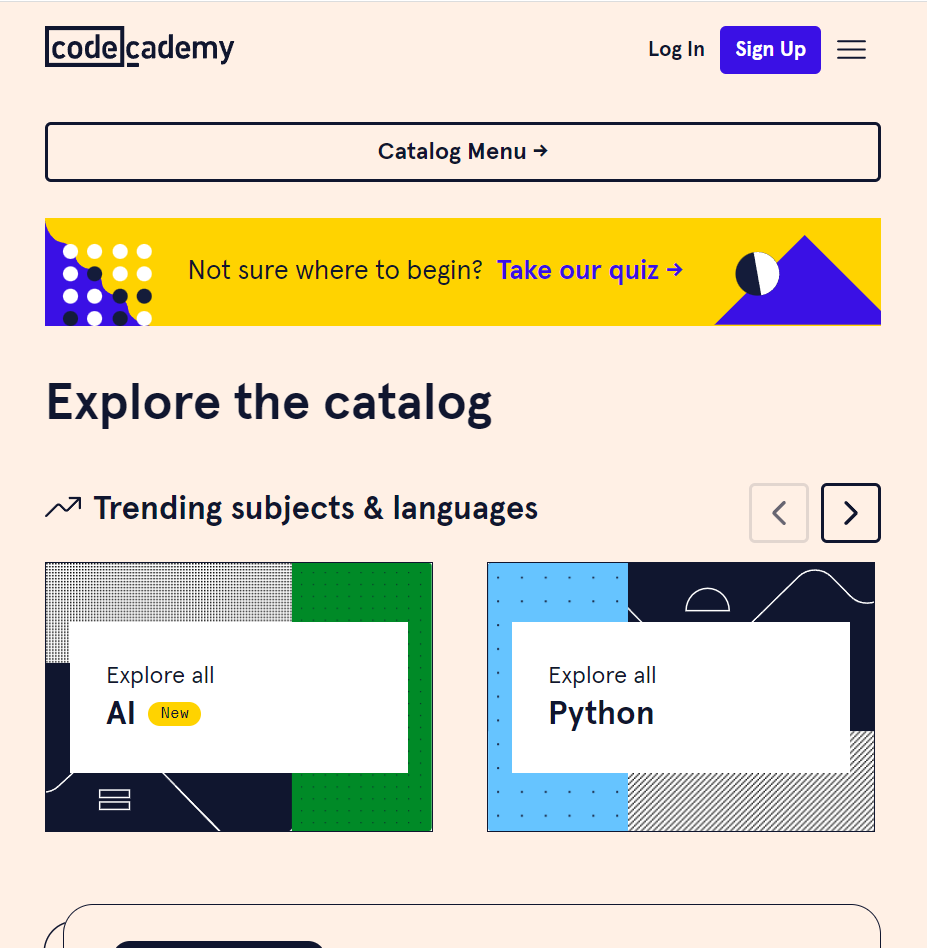 codecademy
Log In
Sign Up
Catalog Menu →
Not sure where to begin? Take our quiz →
Explore the catalog
Trending subjects & languages
Explore all
AI New
Explore all
Python